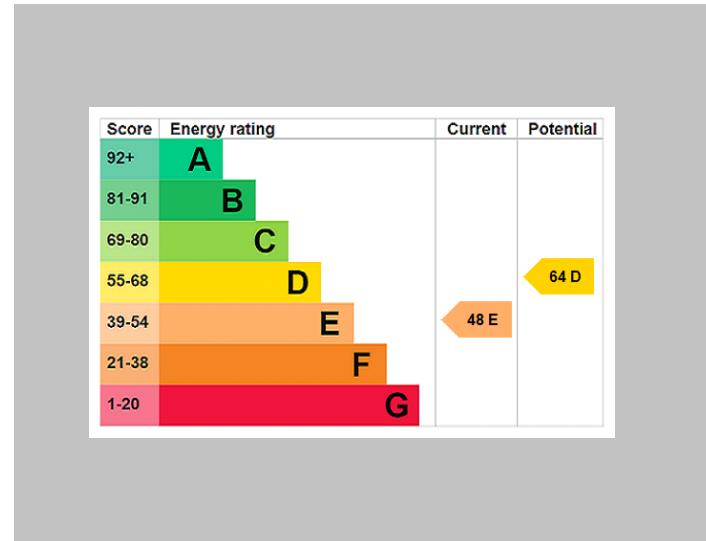 Score Energy rating Current Potential
92+ A
81-91 B
69-80 C
55-68 D 64 D
39-54 E 48 E
21-38 F
1-20 G